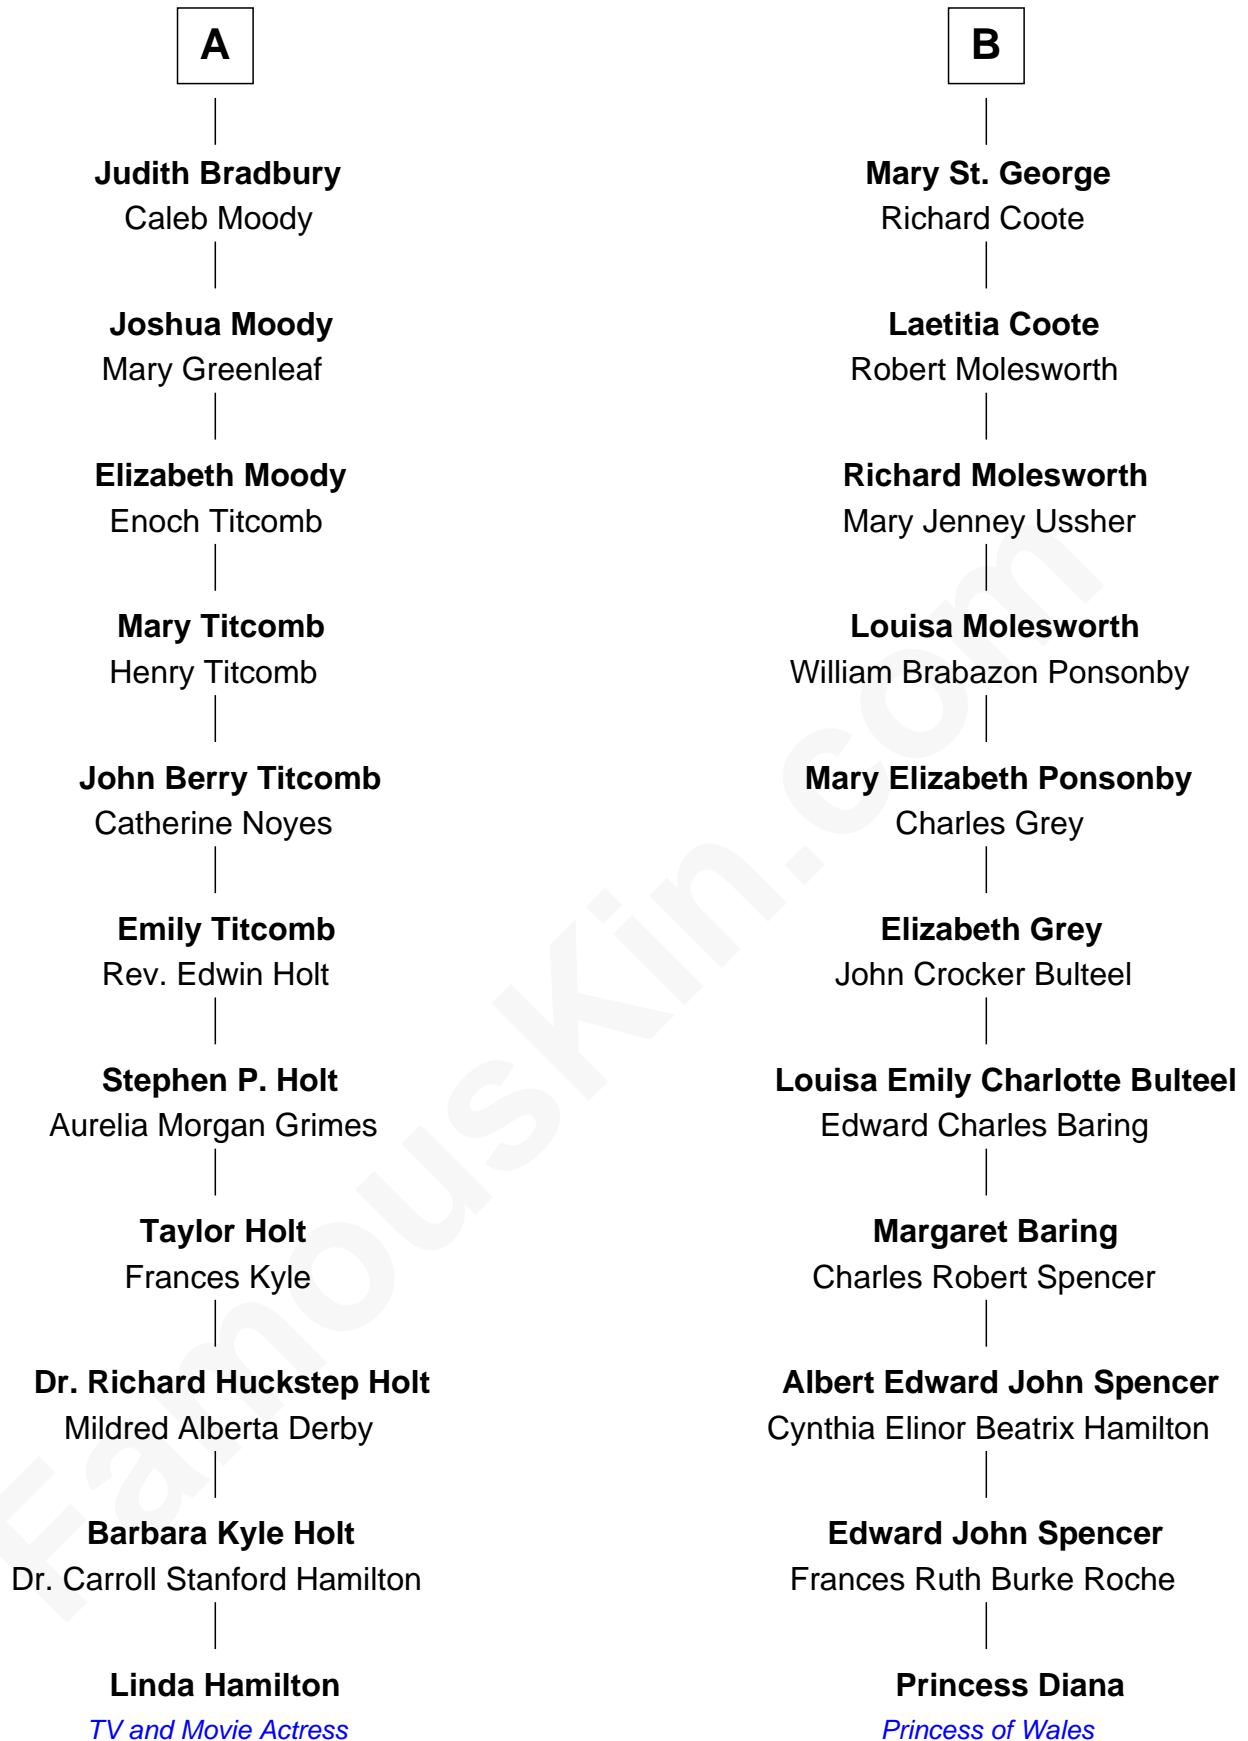 A
Judith Bradbury
Caleb Moody
Joshua Moody
Mary Greenleaf
Elizabeth Moody
Enoch Titcomb
Mary Titcomb
Henry Titcomb
John Berry Titcomb
Catherine Noyes
Emily Titcomb
Rev. Edwin Holt
Stephen P. Holt
Aurelia Morgan Grimes
Taylor Holt
Frances Kyle
Dr. Richard Huckstep Holt
Mildred Alberta Derby
Barbara Kyle Holt
Dr. Carroll Stanford Hamilton
Linda Hamilton
TV and Movie Actress
B
Mary St. George
Richard Coote
Laetitia Coote
Robert Molesworth
Richard Molesworth
Mary Jenney Ussher
Louisa Molesworth
William Brabazon Ponsonby
Mary Elizabeth Ponsonby
Charles Grey
Elizabeth Grey
John Crocker Bulteel
Louisa Emily Charlotte Bulteel
Edward Charles Baring
Margaret Baring
Charles Robert Spencer
Albert Edward John Spencer
Cynthia Elinor Beatrix Hamilton
Edward John Spencer
Frances Ruth Burke Roche
Princess Diana
Princess of Wales
FamousKin.com